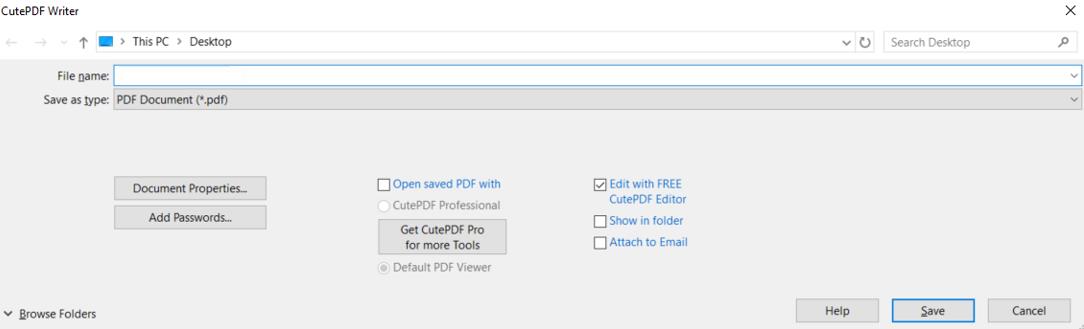 CutePDF Writer
This PC > Desktop
Search Desktop
File name:
Save as type: PDF Document (*.pdf)
Document Properties...
Add Passwords...
Open saved PDF with
CutePDF Professional
Get CutePDF Pro
for more Tools
Default PDF Viewer
Edit with FREE
CutePDF Editor
Show in folder
Attach to Email
Browse Folders
Help
Save
Cancel